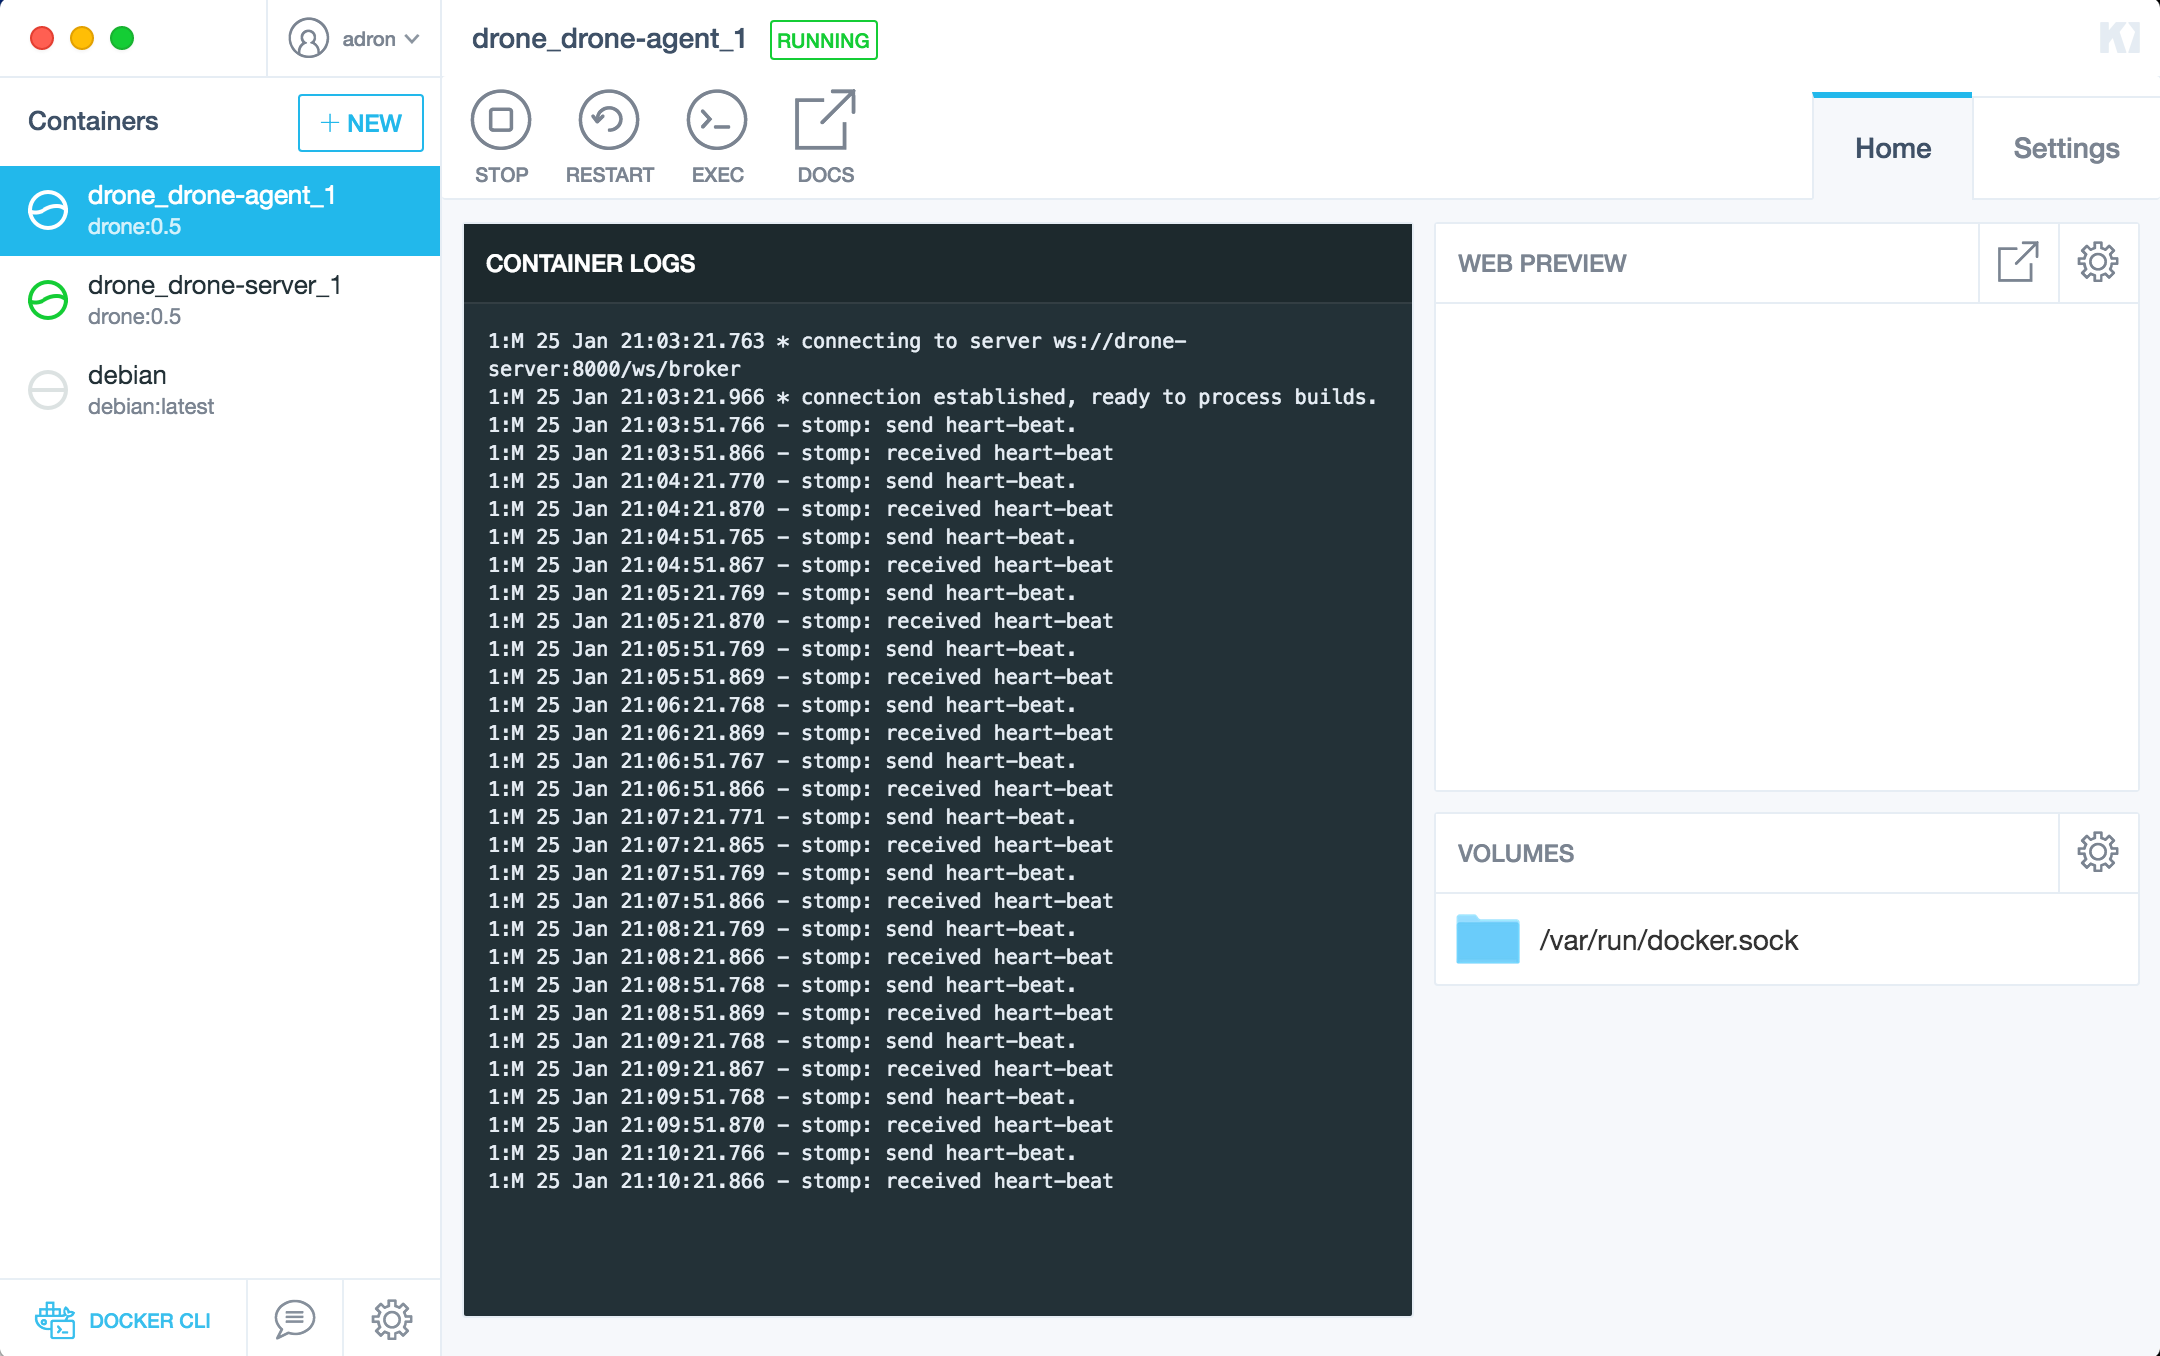 adron
Containers
+ NEW
drone_drone-agent_1
drone:0.5
drone_drone-server_1
drone:0.5
debian
debian:latest
DOCKER CLI
drone_drone-agent_1
RUNNING
STOP
RESTART
EXEC
DOCS
Home
Settings
CONTAINER LOGS
1:M 25 Jan 21:03:21.763 * connecting to server ws://drone-
server:8000/ws/broker
1:M 25 Jan 21:03:21.966 * connection established, ready to process builds.
1:M 25 Jan 21:03:51.766 - stomp: send heart-beat.
1:M 25 Jan 21:03:51.866 - stomp: received heart-beat
1:M 25 Jan 21:04:21.770 - stomp: send heart-beat.
1:M 25 Jan 21:04:21.870 - stomp: received heart-beat
1:M 25 Jan 21:04:51.765 - stomp: send heart-beat.
1:M 25 Jan 21:04:51.867 - stomp: received heart-beat
1:M 25 Jan 21:05:21.769 - stomp: send heart-beat.
1:M 25 Jan 21:05:21.870 - stomp: received heart-beat
1:M 25 Jan 21:05:51.769 - stomp: send heart-beat.
1:M 25 Jan 21:05:51.869 - stomp: received heart-beat
1:M 25 Jan 21:06:21.768 - stomp: send heart-beat.
1:M 25 Jan 21:06:21.869 - stomp: received heart-beat
1:M 25 Jan 21:06:51.767 - stomp: send heart-beat.
1:M 25 Jan 21:06:51.866 - stomp: received heart-beat
1:M 25 Jan 21:07:21.771 - stomp: send heart-beat.
1:M 25 Jan 21:07:21.865 - stomp: received heart-beat
1:M 25 Jan 21:07:51.769 - stomp: send heart-beat.
1:M 25 Jan 21:07:51.866 - stomp: received heart-beat
1:M 25 Jan 21:08:21.769 - stomp: send heart-beat.
1:M 25 Jan 21:08:21.866 - stomp: received heart-beat
1:M 25 Jan 21:08:51.768 - stomp: send heart-beat.
1:M 25 Jan 21:08:51.869 - stomp: received heart-beat
1:M 25 Jan 21:09:21.768 - stomp: send heart-beat.
1:M 25 Jan 21:09:21.867 - stomp: received heart-beat
1:M 25 Jan 21:09:51.768 - stomp: send heart-beat.
1:M 25 Jan 21:09:51.870 - stomp: received heart-beat
1:M 25 Jan 21:10:21.766 - stomp: send heart-beat.
1:M 25 Jan 21:10:21.866 - stomp: received heart-beat
WEB PREVIEW
VOLUMES
/var/run/docker.sock